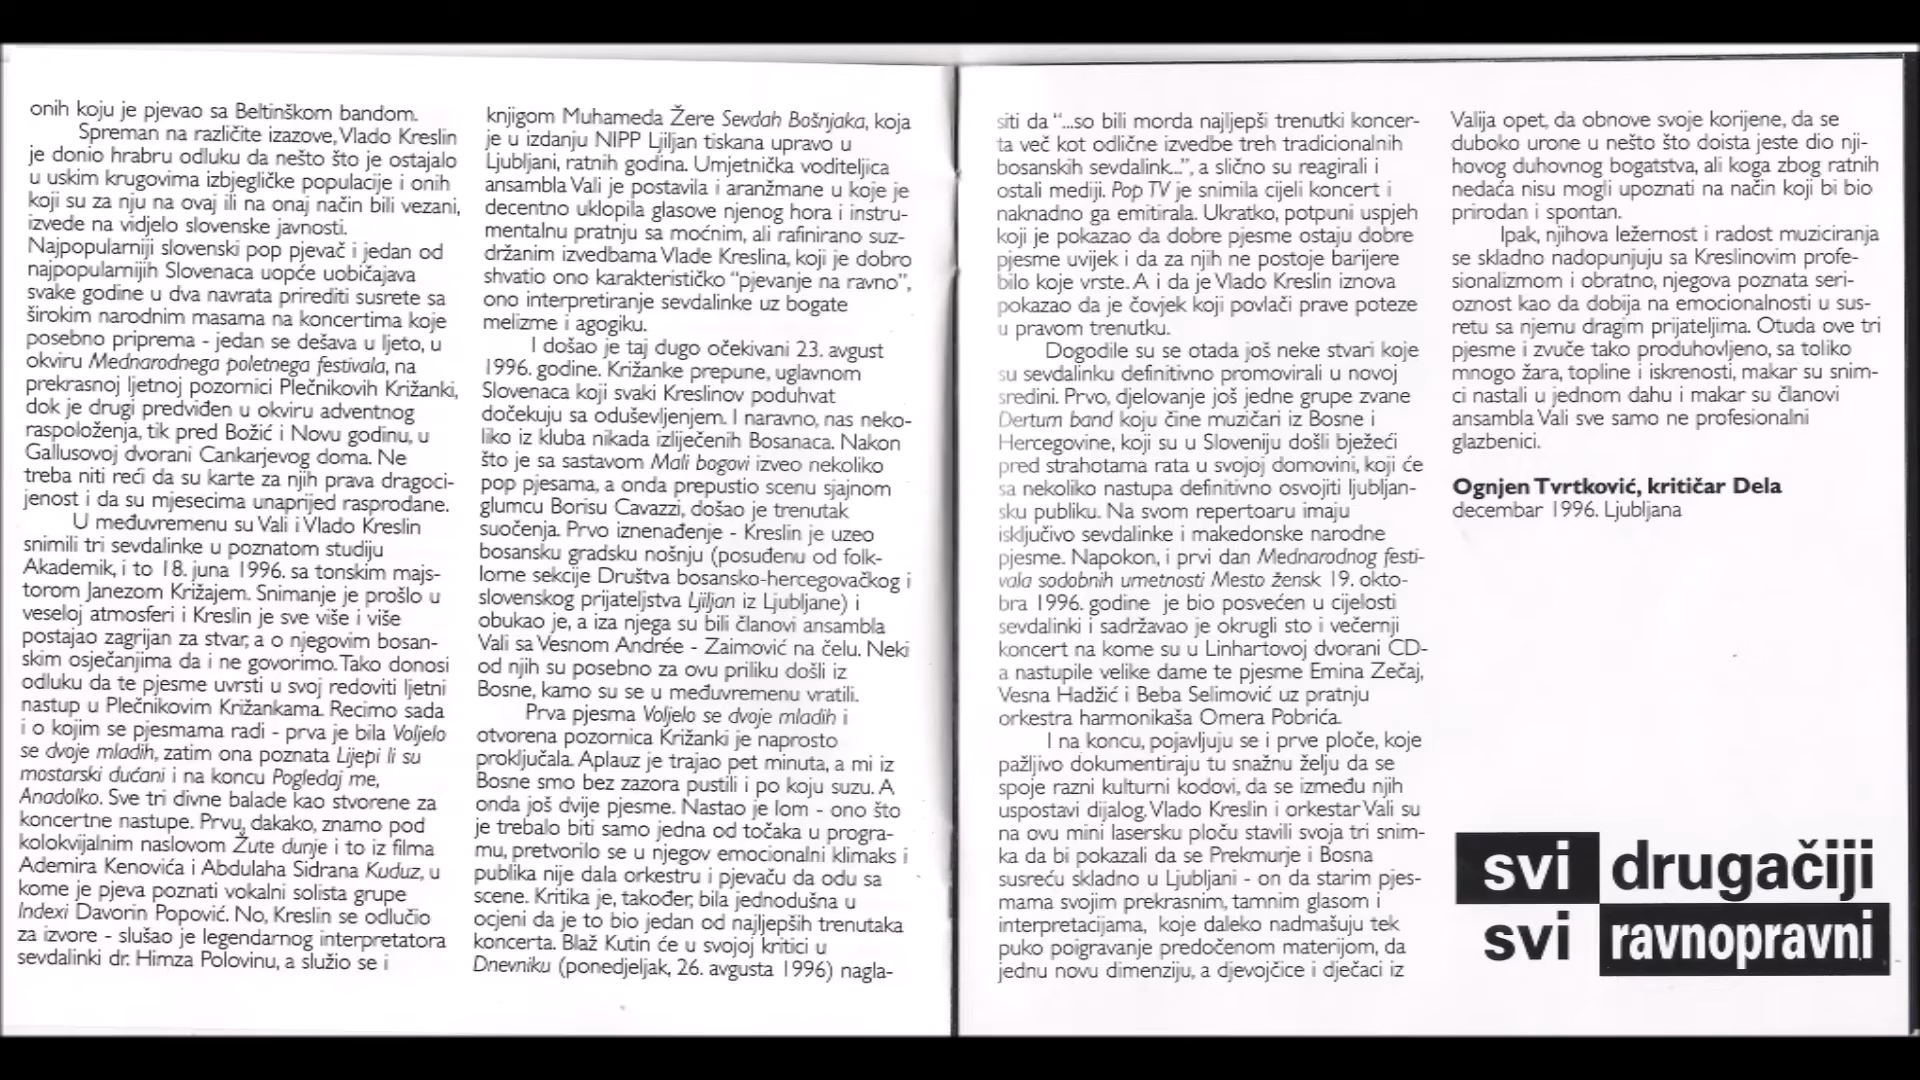 onih koju je pjevao sa Beltinškom bandom.
Spreman na različite izazove, Vlado Kreslin
je donio hrabru odluku da nešto što je ostajalo
u uskim krugovima izbjegličke populacije i onih
koji su za nju na ovaj ili na onaj način bili vezani,
izvede na vidjelo slovenske javnosti.
Najpopularniji slovenski pop pjevač i jedan od
najpopularnijih Slovenaca uopće uobičajava
svake godine u dva navrata prirediti susrete sa
širokim narodnim masama na koncertima koje
posebno priprema - jedan se dešava u ljeto, u
okviru Mednarodnega poletnega festivala, na
prekrasnoj ljetnoj pozornici Plečnikovih Križanki,
dok je drugi predviđen u okviru adventnog
raspoloženja, tik pred Božić i Novu godinu, u
Gallusovoj dvorani Cankarjevog doma. Ne
treba niti reći da su karte za njih prava dragoci-
jenost i da su mjesecima unaprijed rasprodane.
U međuvremenu su Vali i Vlado Kreslin
snimili tri sevdalinke u poznatom studiju
Akademik, i to 18. juna 1996. sa tonskim majs-
torom Janezom Križajem. Snimanje je prošlo u
veseloj atmosferi i Kreslin je sve više i više
postajao zagrijan za stvar, a o njegovim bosan-
skim osječanjima da i ne govorimo. Tako donosi
odluku da te pjesme uvrsti u svoj redoviti ljetni
nastup u Plečnikovim Križankama. Recimo sada
i o kojim se pjesmama radi - prva je bila Voljelo
se dvoje mladih, zatim ona poznata Lijepi li su
mostarski dućani i na koncu Pogledaj me,
Anadolko. Sve tri divne balade kao stvorene za
koncertne nastupe. Prvu, dakako, znamo pod
kolokvijalnim naslovom Žute dunje i to iz filma
Ademira Kenovića i Abdulaha Sidrana Kuduz, u
kome je pjeva poznati vokalni solista grupe
Indexi Davorin Popović. No, Kreslin se odlučio
za izvore - slušao je legendarnog interpretatora
sevdalinki dr. Himza Polovinu, a služio se i
knjigom Muhameda Žere Sevdah Bošnjaka, koja
je u izdanju NIPP Ljiljan tiskana upravo u
Ljubljani, ratnih godina. Umjetnička voditeljica
ansambla Vali je postavila i aranžmane u koje je
decentno uklopila glasove njenog hora i instru-
mentalnu pratnju sa moćnim, ali rafinirano suz-
držanim izvedbama Vlade Kreslina, koji je dobro
shvatio ono karakterističko "pjevanje na ravno",
ono interpretiranje sevdalinke uz bogate
melizme i agogiku.
I došao je taj dugo očekivani 23. avgust
1996. godine. Križanke prepune, uglavnom
Slovenaca koji svaki Kreslinov poduhvat
dočekuju sa oduševljenjem. I naravno, nas neko-
liko iz kluba nikada izliječenih Bosanaca. Nakon
što je sa sastavom Mali bogovi izveo nekoliko
pop pjesama, a onda prepustio scenu sjajnom
glumcu Borisu Cavazzi, došao je trenutak
suočenja. Prvo iznenađenje - Kreslin je uzeo
bosansku gradsku nošnju (posuđenu od folk-
lorne sekcije Društva bosansko-hercegovačkog i
slovenskog prijateljstva Ljiljan iz Ljubljane) i
obukao je, a iza njega su bili članovi ansambla
Vali sa Vesnom Andrée - Zaimović na čelu. Neki
od njih su posebno za ovu priliku došli iz
Bosne, kamo su se u međuvremenu vratili.
Prva pjesma Voljelo se dvoje mladih i
otvorena pozornica Križanki je naprosto
proključala. Aplauz je trajao pet minuta, a mi iz
Bosne smo bez zazora pustili i po koju suzu. A
onda još dvije pjesme. Nastao je lom - ono što
je trebalo biti samo jedna od točaka u progra-
mu, pretvorilo se u njegov emocionalni klimaks i
publika nije dala orkestru i pjevaču da odu sa
scene. Kritika je, također, bila jednodušna u
ocjeni da je to bio jedan od najljepših trenutaka
koncerta. Blaž Kutin će u svojoj kritici u
Dnevniku (ponedjeljak, 26. avgusta 1996) nagla-
siti da "...so bili morda najljepši trenutki koncer-
ta več kot odlične izvedbe treh tradicionalnih
bosanskih sevdalink...", a slično su reagirali i
ostali mediji. Pop TV je snimila cijeli koncert i
naknadno ga emitirala. Ukratko, potpuni uspjeh
koji je pokazao da dobre pjesme ostaju dobre
pjesme uvijek i da za njih ne postoje barijere
bilo koje vrste. A i da je Vlado Kreslin iznova
pokazao da je čovjek koji povlači prave poteze
u pravom trenutku.
Dogodile su se otada još neke stvari koje
su sevdalinku definitivno promovirali u novoj
sredini. Prvo, djelovanje još jedne grupe zvane
Dertum band koju čine muzičari iz Bosne i
Hercegovine, koji su u Sloveniju došli bježeći
pred strahotama rata u svojoj domovini, koji će
sa nekoliko nastupa definitivno osvojiti ljubljan-
sku publiku. Na svom repertoaru imaju
isključivo sevdalinke i makedonske narodne
pjesme. Napokon, i prvi dan Mednarodnog festi-
vala sodobnih umetnosti Mesto žensk 19. okto-
bra 1996. godine je bio posvećen u cijelosti
sevdalinki i sadržavao je okrugli sto i večernji
koncert na kome su u Linhartovoj dvorani CD-
a nastupile velike dame te pjesme Emina Zečaj,
Vesna Hadžić i Beba Selimović uz pratnju
orkestra harmonikaša Omera Pobrića.
I na koncu, pojavljuju se i prve ploče, koje
pažljivo dokumentiraju tu snažnu želju da se
spoje razni kulturni kodovi, da se između njih
uspostavi dijalog. Vlado Kreslin i orkestar Vali su
na ovu mini lasersku ploču stavili svoja tri snim-
ka da bi pokazali da se Prekmurje i Bosna
susreću skladno u Ljubljani - on da starim pjes-
mama svojim prekrasnim, tamnim glasom i
interpretacijama, koje daleko nadmašuju tek
puko poigravanje predočenom materijom, da
jednu novu dimenziju, a djevojčice i dječaci iz
Valija opet, da obnove svoje korijene, da se
duboko urone u nešto što doista jeste dio nji-
hovog duhovnog bogatstva, ali koga zbog ratnih
nedaća nisu mogli upoznati na način koji bi bio
prirodan i spontan.
Ipak, njihova ležernost i radost muziciranja
se skladno nadopunjuju sa Kreslinovim profe-
sionalizmom i obratno, njegova poznata seri-
oznost kao da dobija na emocionalnosti u sus-
retu sa njemu dragim prijateljima. Otuda ove tri
pjesme i zvuče tako produhovljeno, sa toliko
mnogo žara, topline i iskrenosti, makar su snim-
ci nastali u jednom dahu i makar su članovi
ansambla Vali sve samo ne profesionalni
glazbenici.
Ognjen Tvrtković, kritičar Dela
decembar 1996. Ljubljana
svi drugačiji
svi ravnopravni